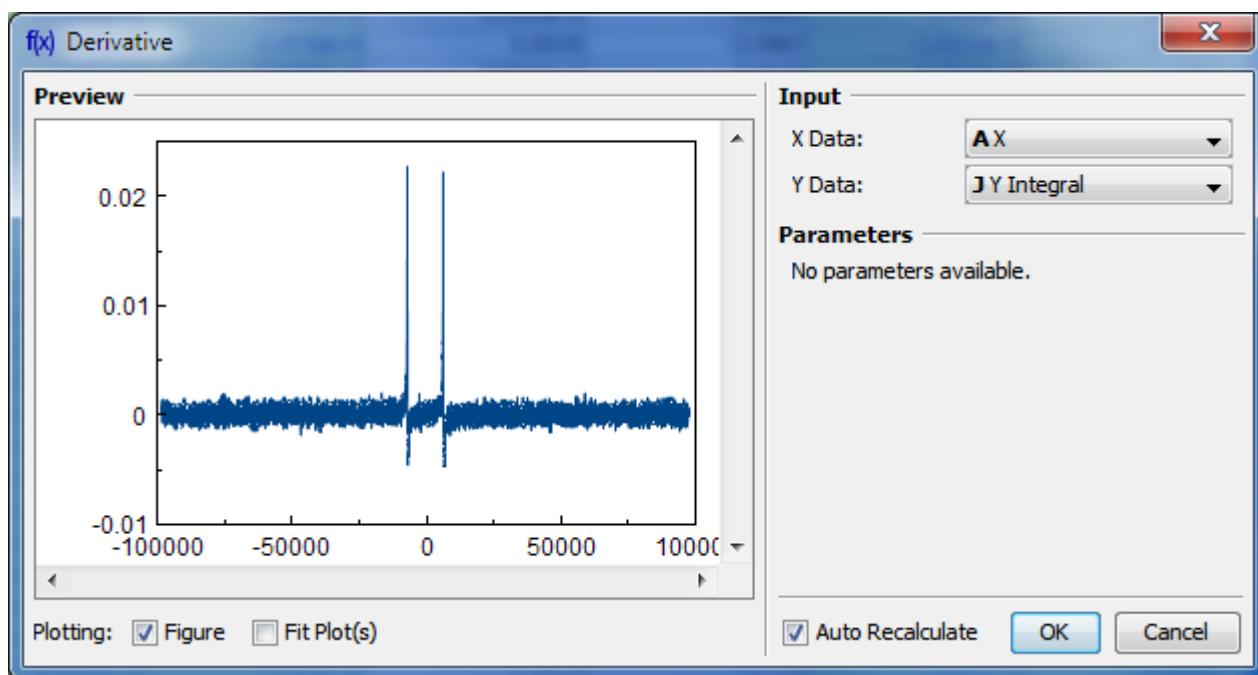 f(x) Derivative
Preview
0.02
0.01
0
-0.01
-100000 -50000 0 50000 10000
Plotting: Figure Fit Plot(s)
Input
X Data: A X
Y Data: J Y Integral
Parameters
No parameters available.
Auto Recalculate OK Cancel